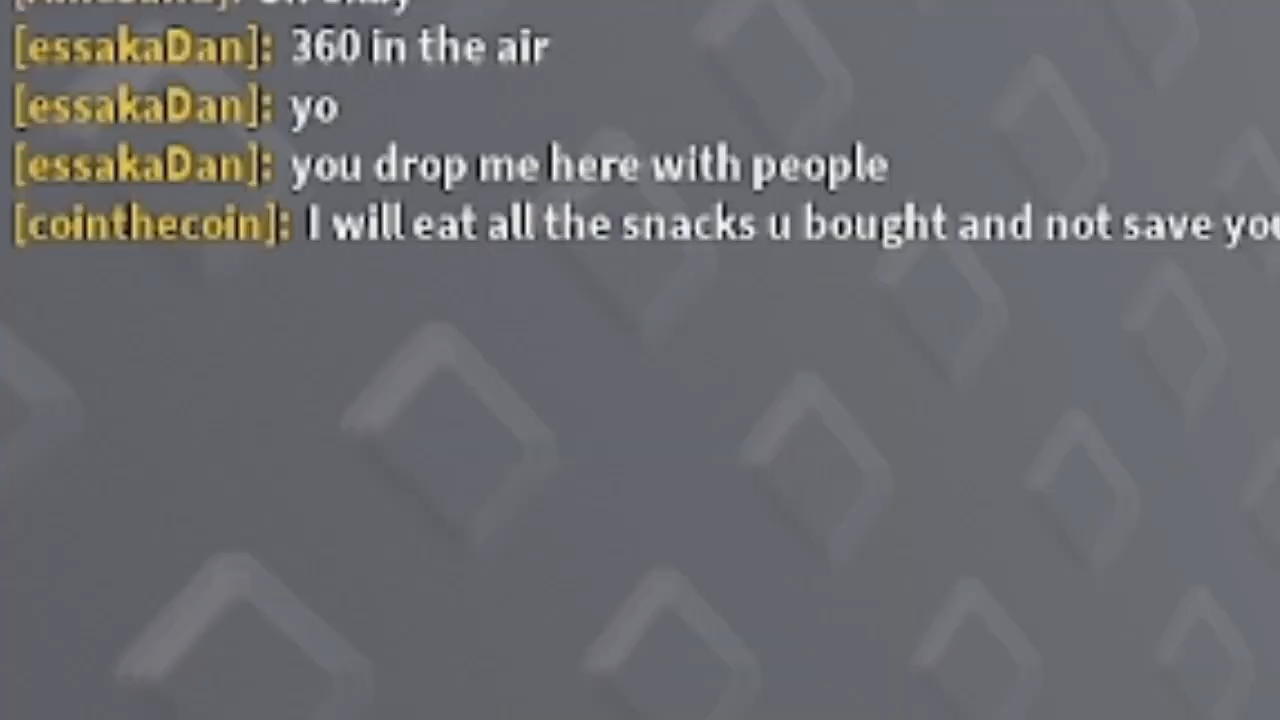 [essakaDan]: 360 in the air
[essakaDan]: yo
[essakaDan]: you drop me here with people
[cointhecoin]: I will eat all the snacks u bought and not save you